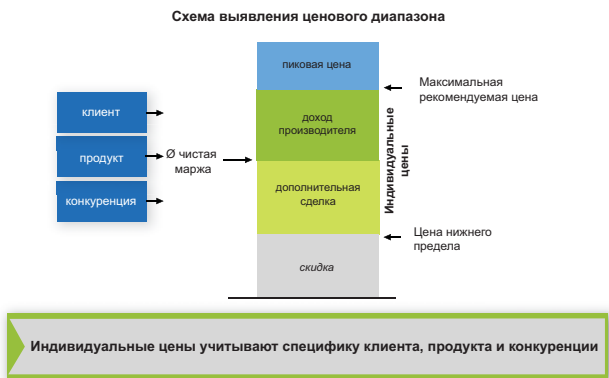 Схема выявления ценового диапазона
пиковая цена
Максимальная
рекомендуемая цена
клиент
продукт
конкуренция
Ø чистая
маржа
доход
производителя
дополнительная
сделка
Индивидуальные
цены
Цена нижнего
предела
скидка
Индивидуальные цены учитывают специфику клиента, продукта и конкуренции